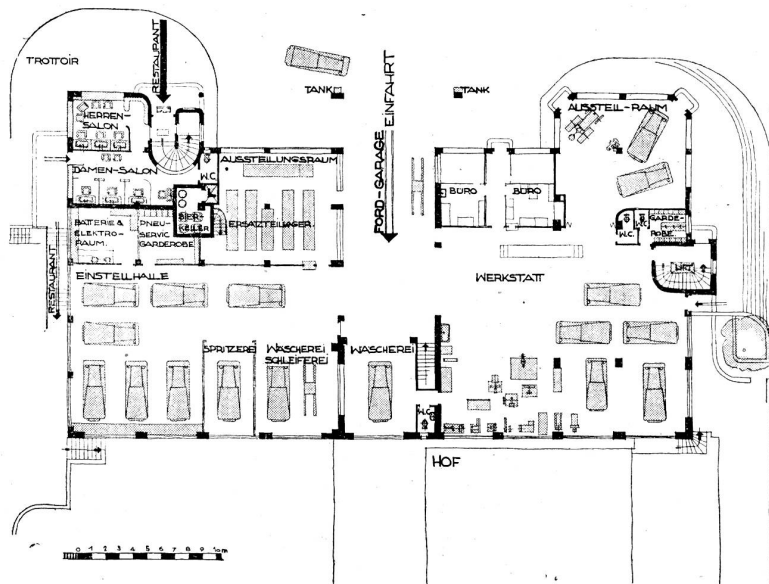 TROTTOIR
RESTAURANT
TANK
FORD-GARAGE EINFAHRT
TANK
AUSSTELL-RAUM
HERREN-
SALON
DAMEN-SALON
W.C.
AUSSTELLUNGSRAUM
BÜRO
BÜRO
BIER-
KELLER
ERSATZTEILLAGER
BATTERIE &
ELEKTRO-
RAUM.
PNEU-
SERVIC
GARDEROBE
W.C.
GARDE-
ROBE
LIFT
RESTAURANT
EINSTELLHALLE
WERKSTATT
SPRITZEREI
WÄSCHEREI
SCHLEIFEREI
WÄSCHEREI
W.C.
HOF
0 1 2 3 4 5 6 7 8 9 10m